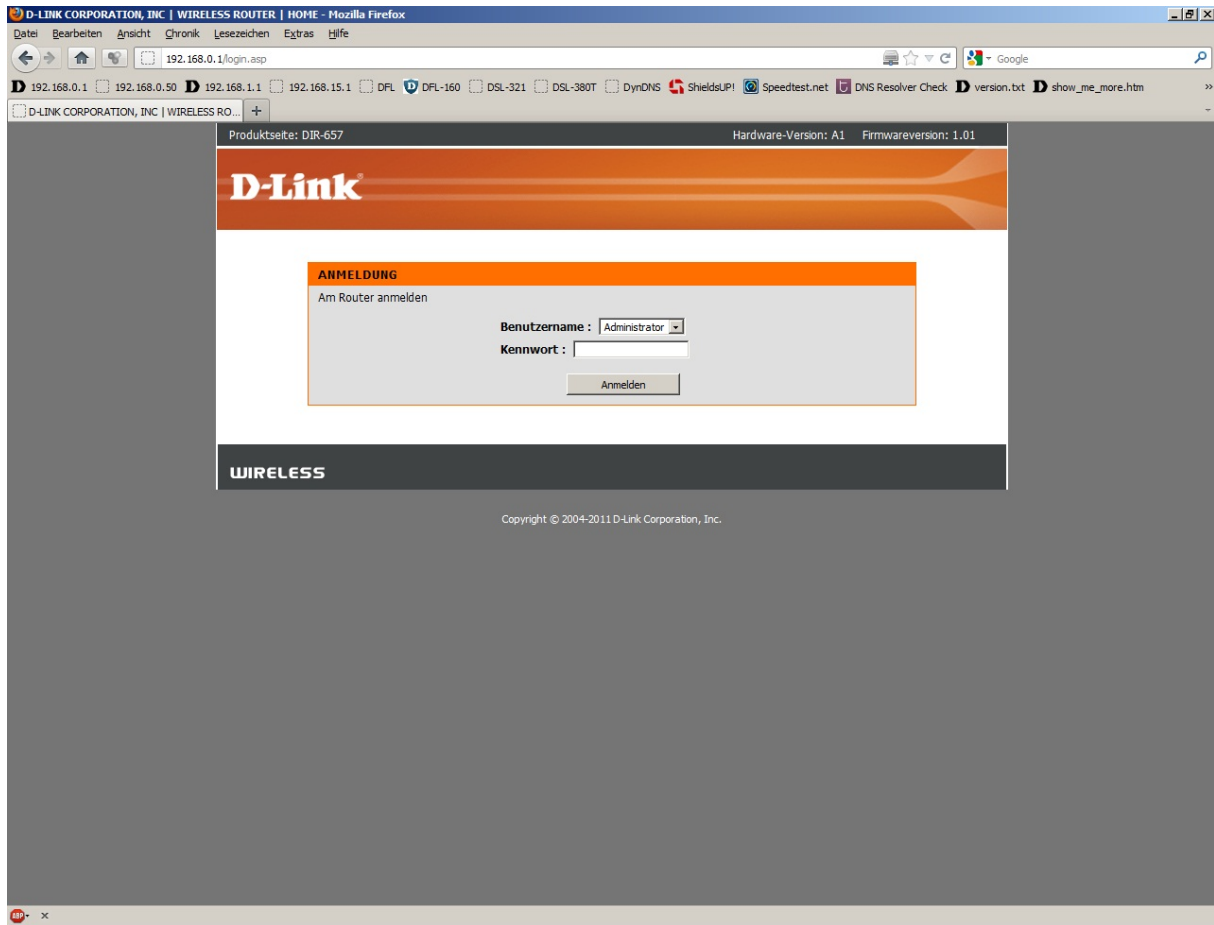 D-LINK CORPORATION, INC | WIRELESS ROUTER | HOME - Mozilla Firefox
Datei Bearbeiten Ansicht Chronik Lesezeichen Extras Hilfe
192.168.0.1/login.asp Google
192.168.0.1 192.168.0.50 192.168.1.1 192.168.15.1 DFL DFL-160 DSL-321 DSL-380T DynDNS ShieldsUP! Speedtest.net DNS Resolver Check version.txt show_me_more.htm »
D-LINK CORPORATION, INC | WIRELESS RO... +
Produktseite: DIR-657 Hardware-Version: A1 Firmwareversion: 1.01
D-Link
ANMELDUNG
Am Router anmelden
Benutzername : Administrator
Kennwort :
Anmelden
WIRELESS
Copyright © 2004-2011 D-Link Corporation, Inc.
ABP